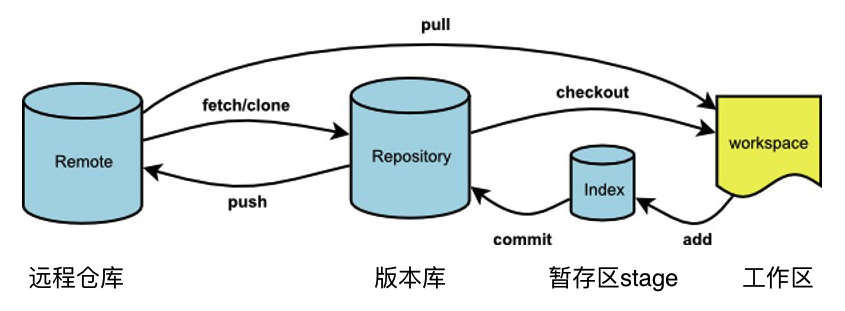 pull
fetch/clone
checkout
Remote
Repository
workspace
Index
push
commit
add
远程仓库
版本库
暂存区stage
工作区